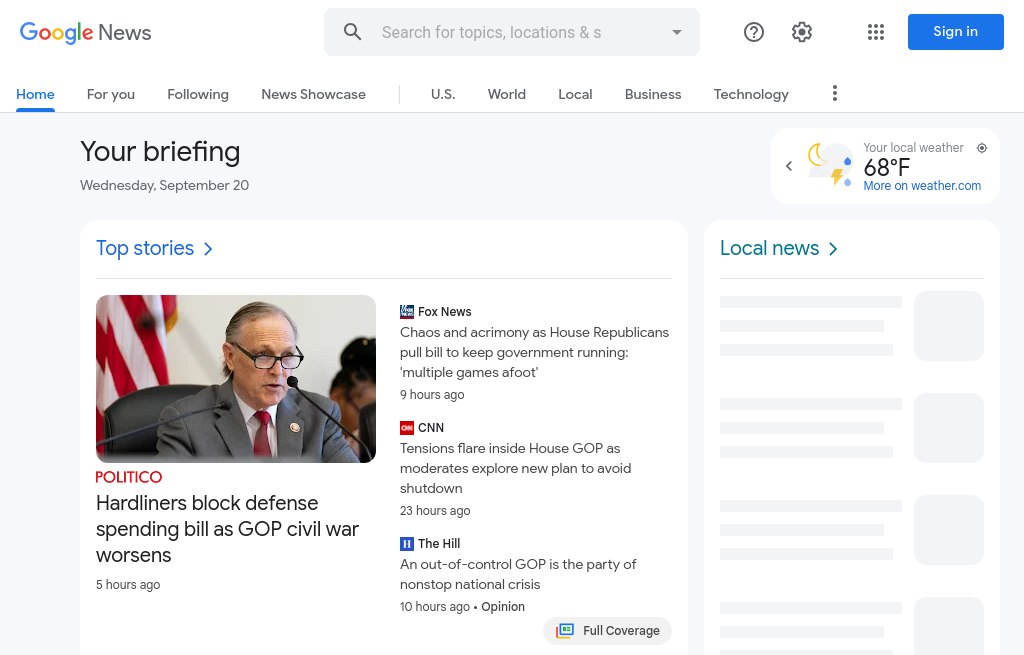 Google News
Search for topics, locations & s
Sign in
Home
For you
Following
News Showcase
U.S.
World
Local
Business
Technology
Your briefing
Wednesday, September 20
Your local weather
68°F
More on weather.com
Top stories
POLITICO
Hardliners block defense
spending bill as GOP civil war
worsens
5 hours ago
Fox News
Chaos and acrimony as House Republicans
pull bill to keep government running:
'multiple games afoot'
9 hours ago
CNN
Tensions flare inside House GOP as
moderates explore new plan to avoid
shutdown
23 hours ago
The Hill
An out-of-control GOP is the party of
nonstop national crisis
10 hours ago • Opinion
Full Coverage
Local news